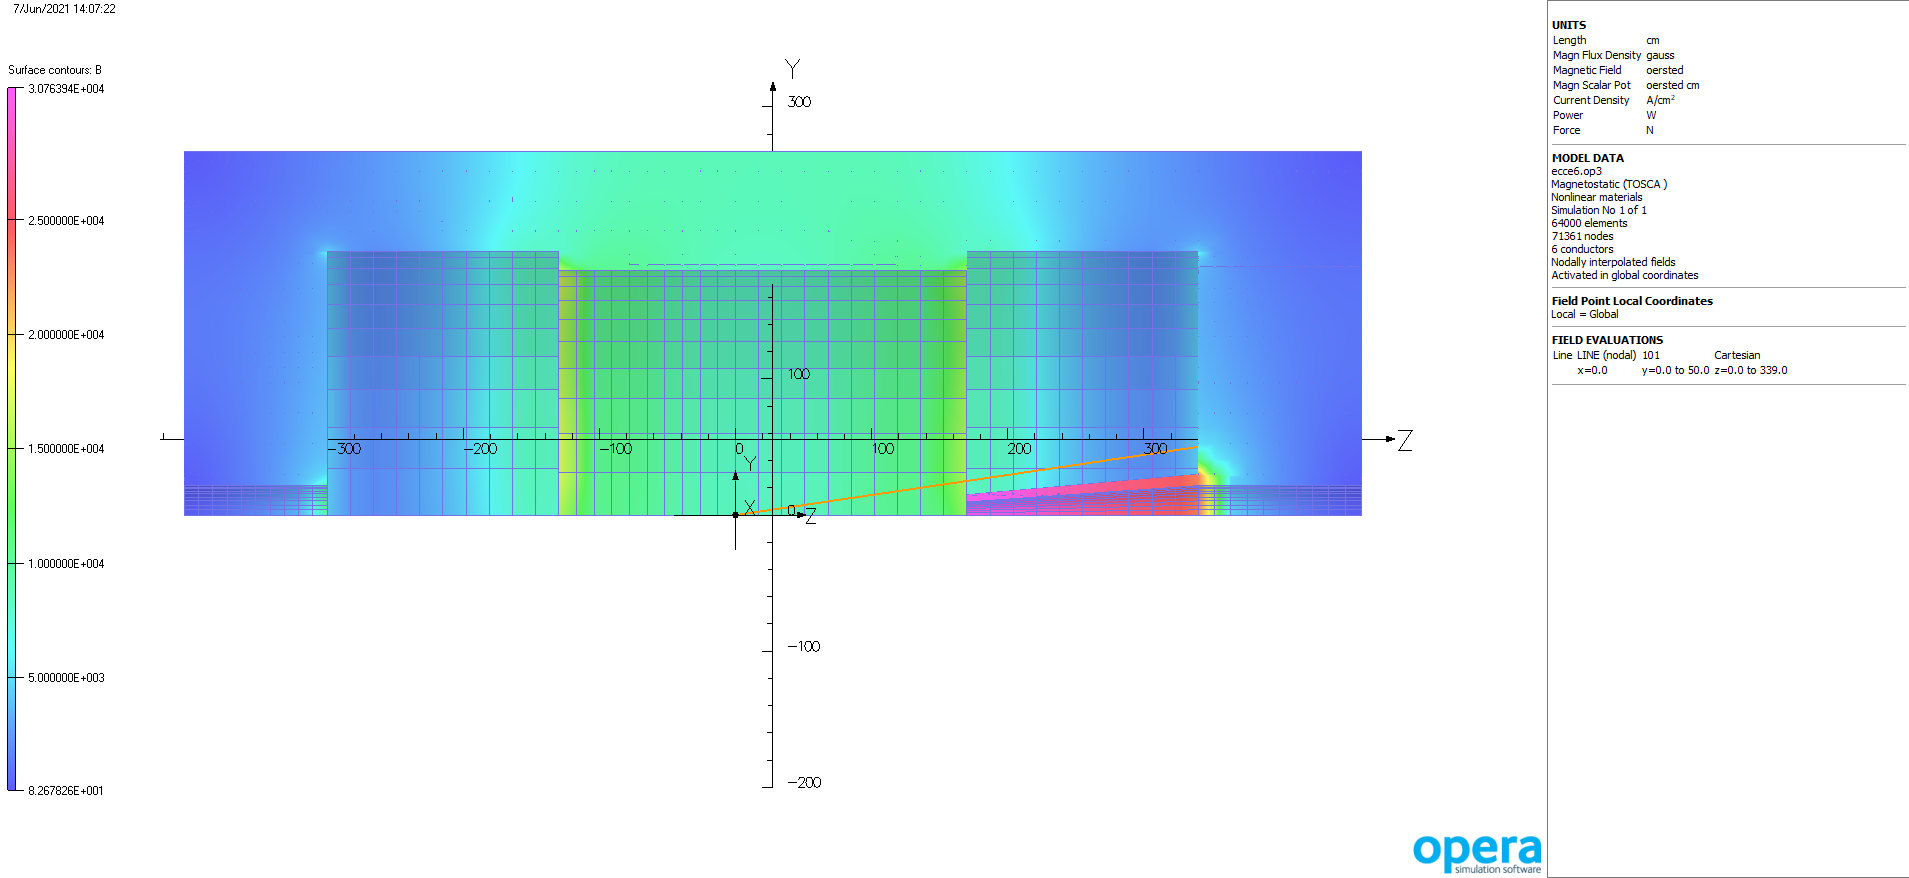 7/Jun/2021 14:07:22
Surface contours: B
3.076394E+004
2.500000E+004
2.000000E+004
1.500000E+004
1.000000E+004
5.000000E+003
8.267826E+001
Y
300
100
-300
-200
-100
0
100
200
300
Z
Y
X
0
Z
-100
-200
UNITS
Length cm
Magn Flux Density gauss
Magnetic Field oersted
Magn Scalar Pot oersted cm
Current Density A/cm²
Power W
Force N
MODEL DATA
ecce6.op3
Magnetostatic (TOSCA )
Nonlinear materials
Simulation No 1 of 1
64000 elements
71361 nodes
6 conductors
Nodally interpolated fields
Activated in global coordinates
Field Point Local Coordinates
Local = Global
FIELD EVALUATIONS
Line LINE (nodal) 101 Cartesian
x=0.0 y=0.0 to 50.0 z=0.0 to 339.0
opera
simulation software